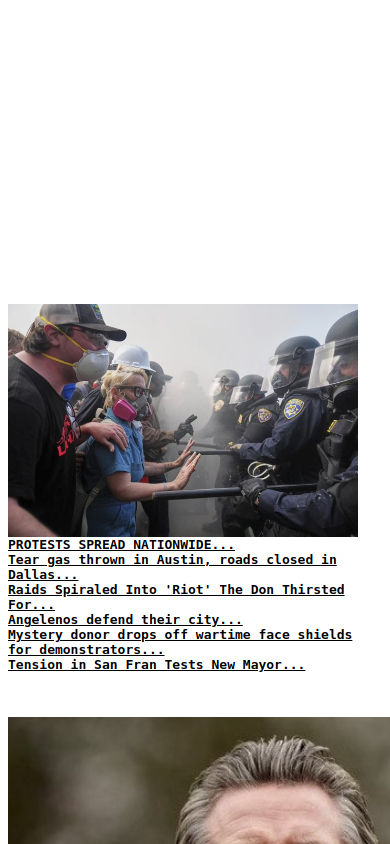 PROTESTS SPREAD NATIONWIDE...
Tear gas thrown in Austin, roads closed in
Dallas...
Raids Spiraled Into 'Riot' The Don Thirsted
For...
Angelenos defend their city...
Mystery donor drops off wartime face shields
for demonstrators...
Tension in San Fran Tests New Mayor...